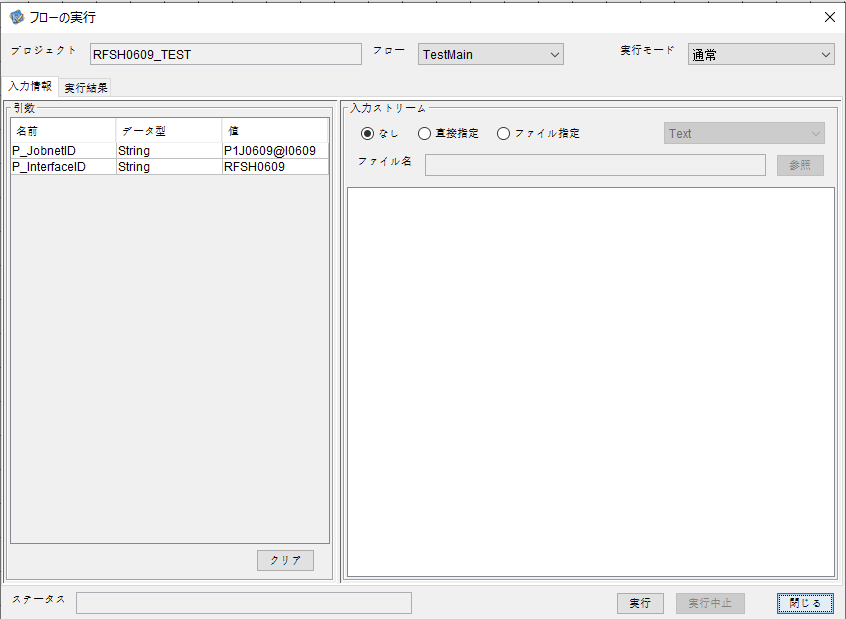 フローの実行
プロジェクト RFSH0609_TEST フロー TestMain 実行モード 通常
入力情報 実行結果
引数
名前 データ型 値
P_JobnetID String P1J0609@I0609
P_InterfaceID String RFSH0609
クリア
入力ストリーム
なし 直接指定 ファイル指定 Text
ファイル名 参照
ステータス 実行 実行中止 閉じる